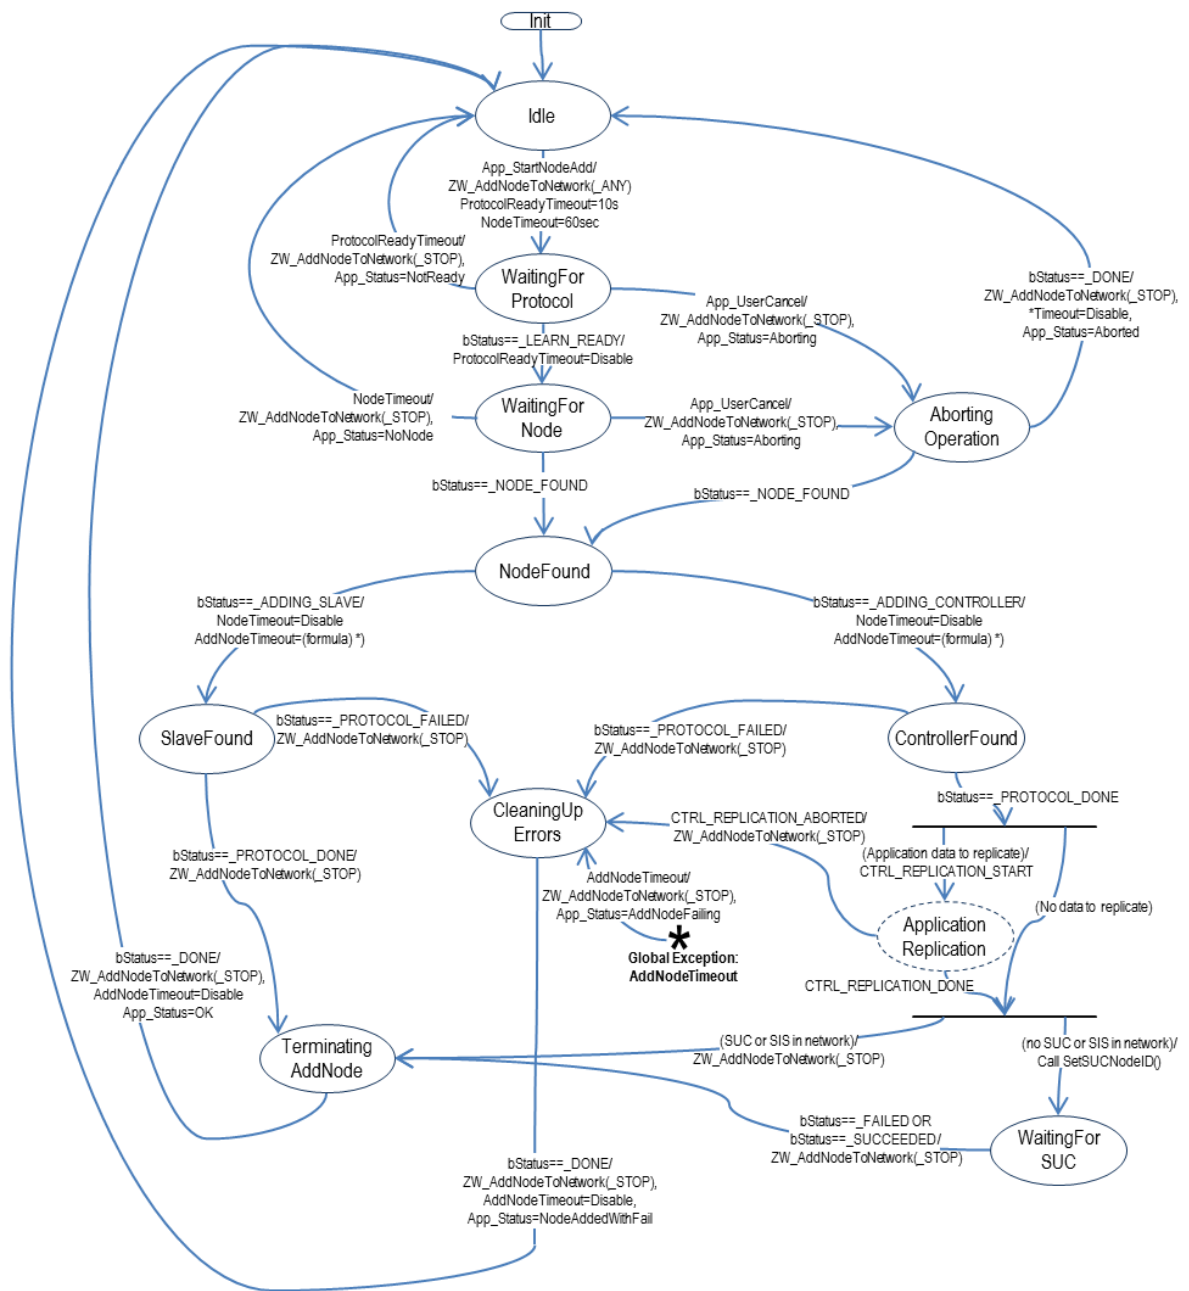 Init
Idle
App_StartNodeAdd/
ZW_AddNodeToNetwork(_ANY)
ProtocolReadyTimeout=10s
NodeTimeout=60sec
ProtocolReadyTimeout/
ZW_AddNodeToNetwork(_STOP),
App_Status=NotReady
WaitingFor
Protocol
App_UserCancel/
ZW_AddNodeToNetwork(_STOP),
App_Status=Aborting
bStatus==_DONE/
ZW_AddNodeToNetwork(_STOP),
*Timeout=Disable,
App_Status=Aborted
bStatus==_LEARN_READY/
ProtocolReadyTimeout=Disable
NodeTimeout/
ZW_AddNodeToNetwork(_STOP),
App_Status=NoNode
WaitingFor
Node
App_UserCancel/
ZW_AddNodeToNetwork(_STOP),
App_Status=Aborting
Aborting
Operation
bStatus==_NODE_FOUND
bStatus==_NODE_FOUND
NodeFound
bStatus==_ADDING_SLAVE/
NodeTimeout=Disable
AddNodeTimeout=(formula) *)
bStatus==_ADDING_CONTROLLER/
NodeTimeout=Disable
AddNodeTimeout=(formula) *)
SlaveFound
bStatus==_PROTOCOL_FAILED/
ZW_AddNodeToNetwork(_STOP)
bStatus==_PROTOCOL_FAILED/
ZW_AddNodeToNetwork(_STOP)
ControllerFound
CleaningUp
Errors
bStatus==_PROTOCOL_DONE
CTRL_REPLICATION_ABORTED/
ZW_AddNodeToNetwork(_STOP)
(Application data to replicate)/
CTRL_REPLICATION_START
bStatus==_PROTOCOL_DONE/
ZW_AddNodeToNetwork(_STOP)
AddNodeTimeout/
ZW_AddNodeToNetwork(_STOP),
App_Status=AddNodeFailing
*
Global Exception:
AddNodeTimeout
Application
Replication
(No data to replicate)
CTRL_REPLICATION_DONE
bStatus==_DONE/
ZW_AddNodeToNetwork(_STOP),
AddNodeTimeout=Disable
App_Status=OK
Terminating
AddNode
(SUC or SIS in network)/
ZW_AddNodeToNetwork(_STOP)
(no SUC or SIS in network)/
Call SetSUCNodeID()
bStatus==_FAILED OR
bStatus==_SUCCEEDED/
ZW_AddNodeToNetwork(_STOP)
WaitingFor
SUC
bStatus==_DONE/
ZW_AddNodeToNetwork(_STOP),
AddNodeTimeout=Disable,
App_Status=NodeAddedWithFail